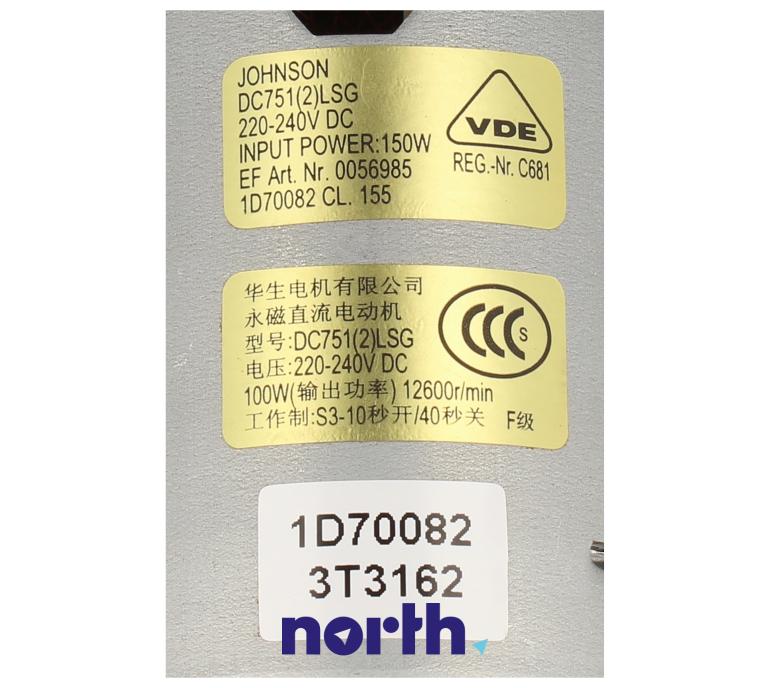 JOHNSON
DC751(2)LSG
220-240V DC
INPUT POWER:150W
EF Art. Nr. 0056985
1D70082 CL. 155
VDE
REG.-Nr. C681
华生电机有限公司
永磁直流电动机
型号:DC751(2)LSG
电压:220-240V DC
100W(输出功率) 12600r/min
工作制:S3-10秒开/40秒关 F级
CCC S
1D70082
3T3162
north